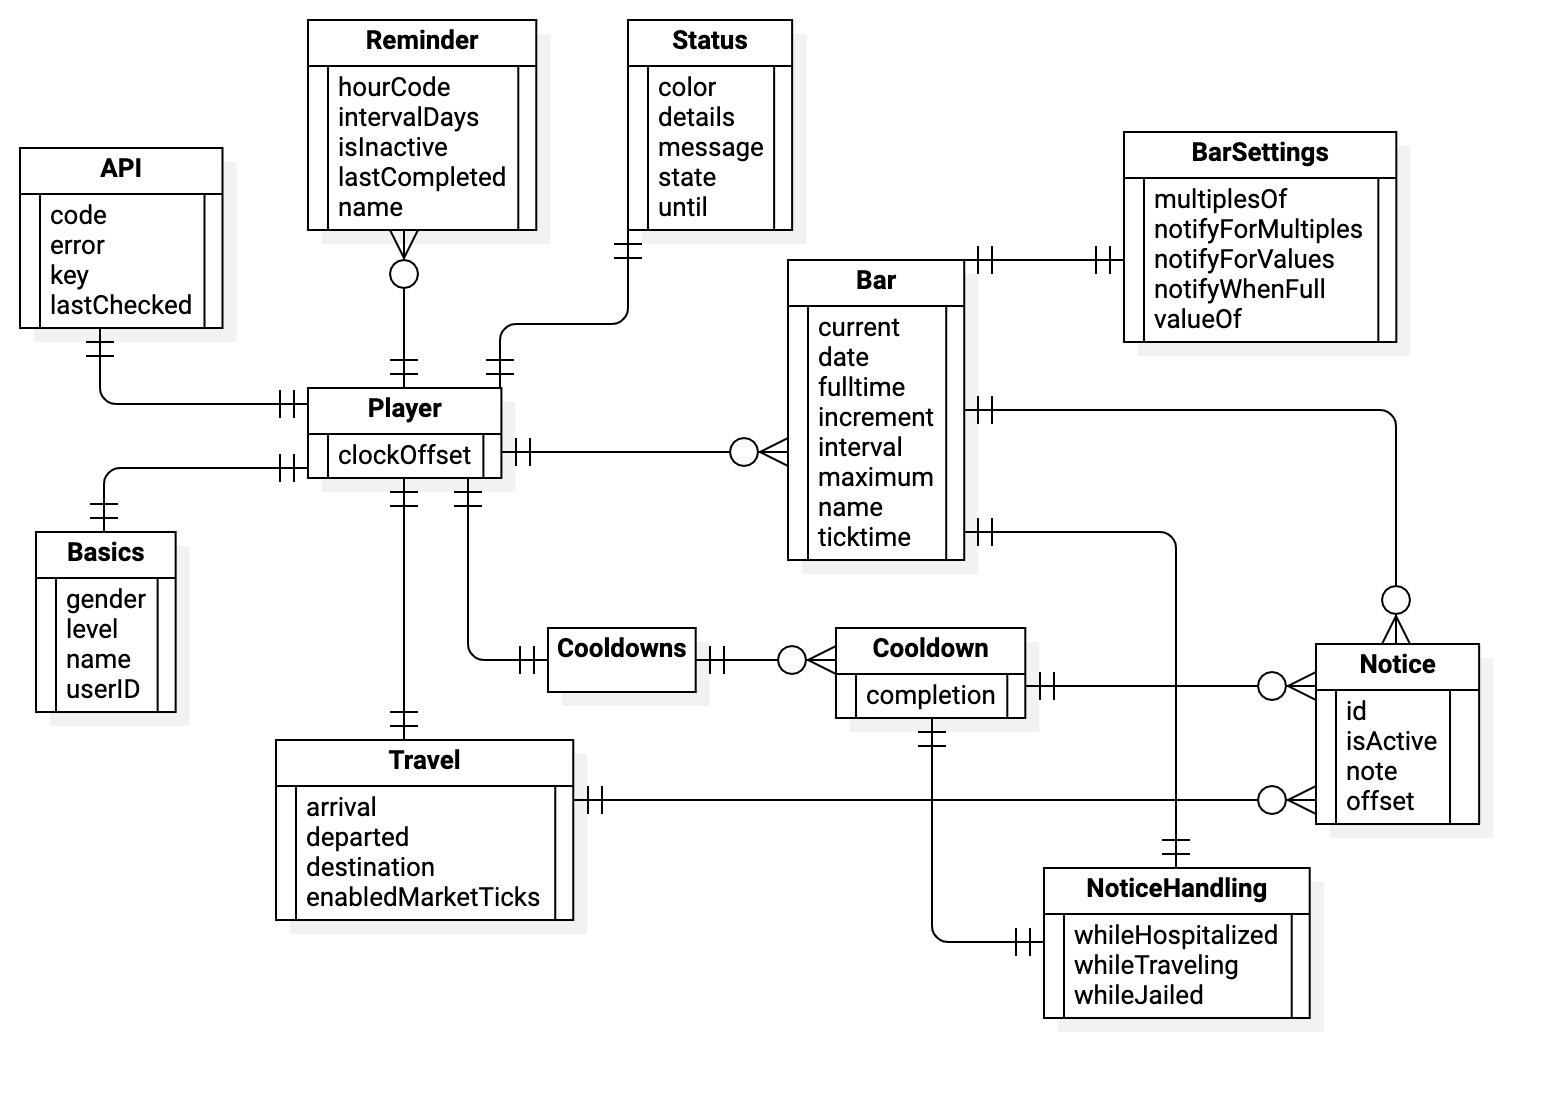 Reminder
hourCode
intervalDays
isInactive
lastCompleted
name
Status
color
details
message
state
until
API
code
error
key
lastChecked
BarSettings
multiplesOf
notifyForMultiples
notifyForValues
notifyWhenFull
valueOf
Bar
current
date
fulltime
increment
interval
maximum
name
ticktime
Player
clockOffset
Basics
gender
level
name
userID
Cooldowns
Cooldown
completion
Notice
id
isActive
note
offset
Travel
arrival
departed
destination
enabledMarketTicks
NoticeHandling
whileHospitalized
whileTraveling
whileJailed